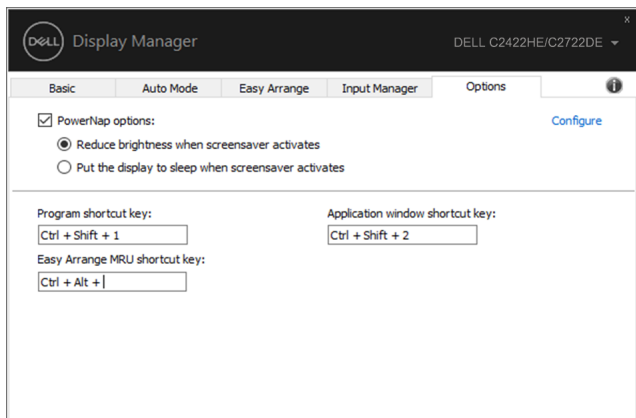 x
DELL Display Manager
DELL C2422HE/C2722DE
Basic Auto Mode Easy Arrange Input Manager Options
PowerNap options:
Configure
Reduce brightness when screensaver activates
Put the display to sleep when screensaver activates
Program shortcut key:
Application window shortcut key:
Ctrl + Shift + 1
Ctrl + Shift + 2
Easy Arrange MRU shortcut key:
Ctrl + Alt +